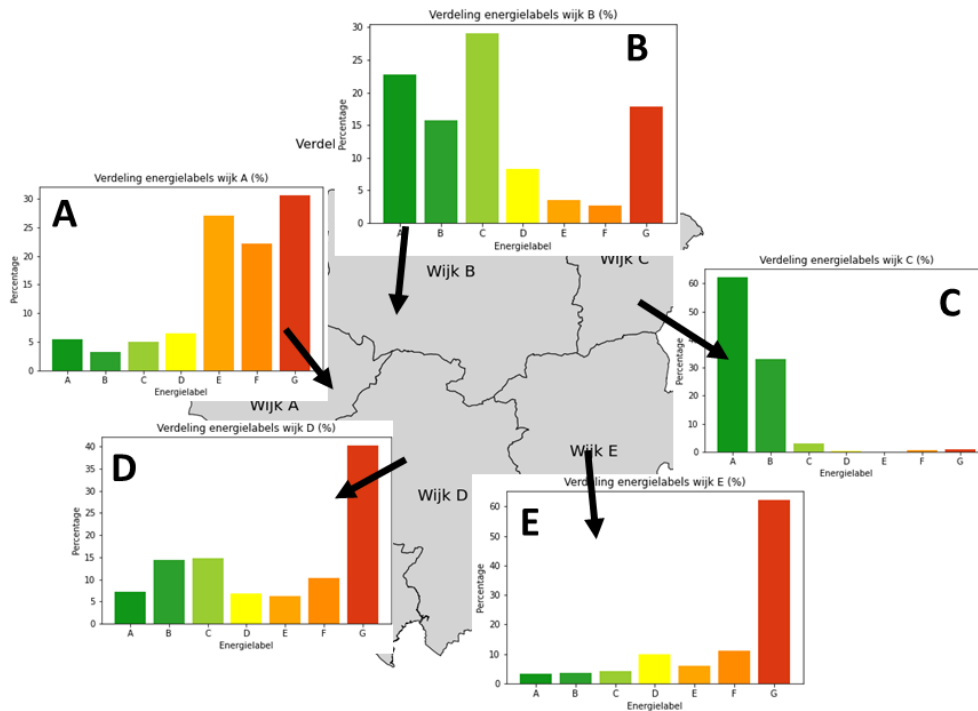 Verdeling energielabels wijk B (%)
B
30
25
20
15
10
5
0
Percentage
A B C D E F G
Energielabel
Verdel
Verdeling energielabels wijk A (%)
A
30
25
20
15
10
5
0
Percentage
A B C D E F G
Energielabel
Wijk B
Wijk C
Verdeling energielabels wijk C (%)
C
60
50
40
30
20
10
0
Percentage
A B C D E F G
Energielabel
Wijk A
Wijk E
Wijk D
Verdeling energielabels wijk D (%)
D
40
35
30
25
20
15
10
5
0
Percentage
A B C D E F G
Energielabel
Verdeling energielabels wijk E (%)
E
60
50
40
30
20
10
0
Percentage
A B C D E F G
Energielabel